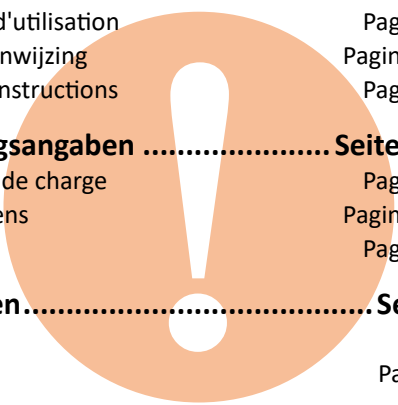 d'utilisation Pag
nwijzing Pagin
nstructions Pag
gsangaben ........................ Seite
de charge Pag
ens Pagin
Pag
en............................................. Se
Pa